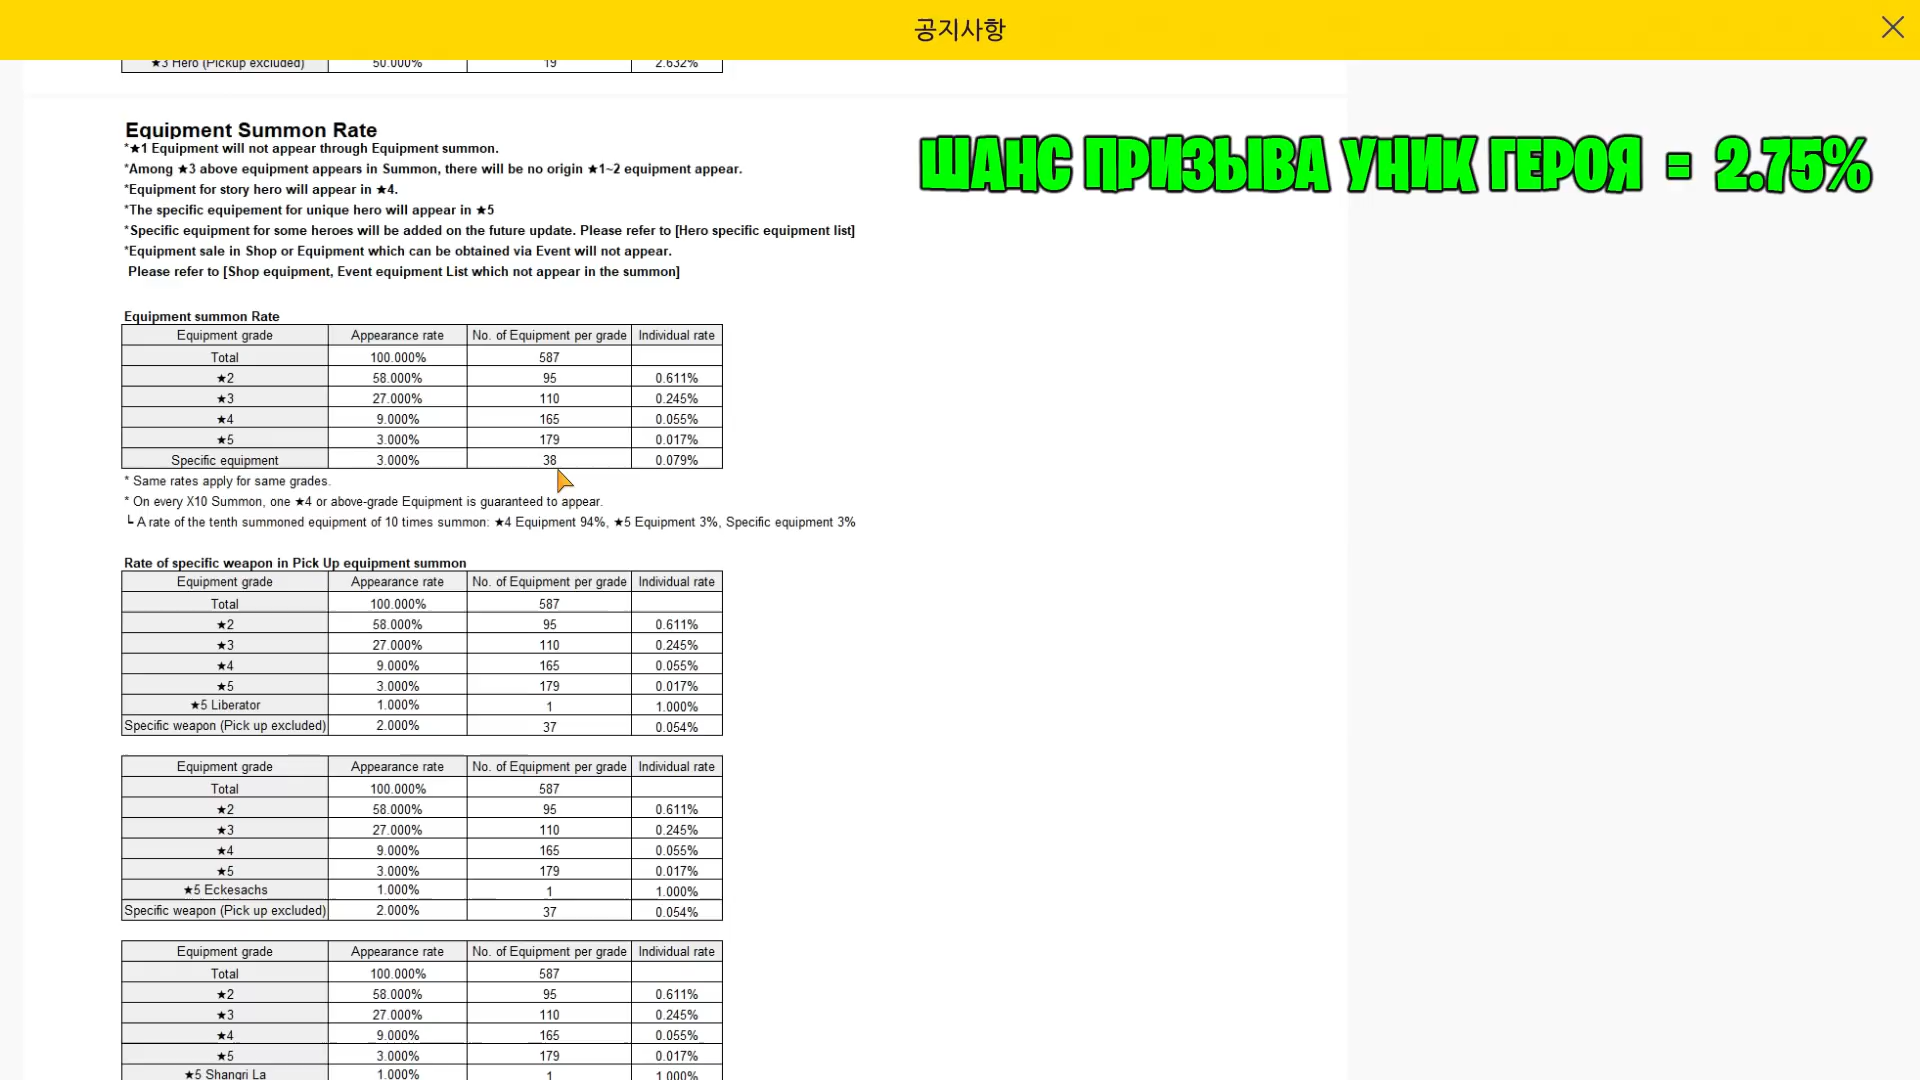 공지사항
★3 Hero (Pickup excluded) 50.000% 19 2.632%
ШАНС ПРИЗЫВА УНИК ГЕРОЯ = 2.75%
Equipment Summon Rate
*★1 Equipment will not appear through Equipment summon.
*Among ★3 above equipment appears in Summon, there will be no origin ★1~2 equipment appear.
*Equipment for story hero will appear in ★4.
*The specific equipement for unique hero will appear in ★5
*Specific equipment for some heroes will be added on the future update. Please refer to [Hero specific equipment list]
*Equipment sale in Shop or Equipment which can be obtained via Event will not appear.
Please refer to [Shop equipment, Event equipment List which not appear in the summon]
Equipment summon Rate
Equipment grade Appearance rate No. of Equipment per grade Individual rate
Total 100.000% 587
★2 58.000% 95 0.611%
★3 27.000% 110 0.245%
★4 9.000% 165 0.055%
★5 3.000% 179 0.017%
Specific equipment 3.000% 38 0.079%
* Same rates apply for same grades.
* On every X10 Summon, one ★4 or above-grade Equipment is guaranteed to appear.
┗ A rate of the tenth summoned equipment of 10 times summon: ★4 Equipment 94%, ★5 Equipment 3%, Specific equipment 3%
Rate of specific weapon in Pick Up equipment summon
Equipment grade Appearance rate No. of Equipment per grade Individual rate
Total 100.000% 587
★2 58.000% 95 0.611%
★3 27.000% 110 0.245%
★4 9.000% 165 0.055%
★5 3.000% 179 0.017%
★5 Liberator 1.000% 1 1.000%
Specific weapon (Pick up excluded) 2.000% 37 0.054%
Equipment grade Appearance rate No. of Equipment per grade Individual rate
Total 100.000% 587
★2 58.000% 95 0.611%
★3 27.000% 110 0.245%
★4 9.000% 165 0.055%
★5 3.000% 179 0.017%
★5 Eckesachs 1.000% 1 1.000%
Specific weapon (Pick up excluded) 2.000% 37 0.054%
Equipment grade Appearance rate No. of Equipment per grade Individual rate
Total 100.000% 587
★2 58.000% 95 0.611%
★3 27.000% 110 0.245%
★4 9.000% 165 0.055%
★5 3.000% 179 0.017%
★5 Shangri La 1.000% 1 1.000%